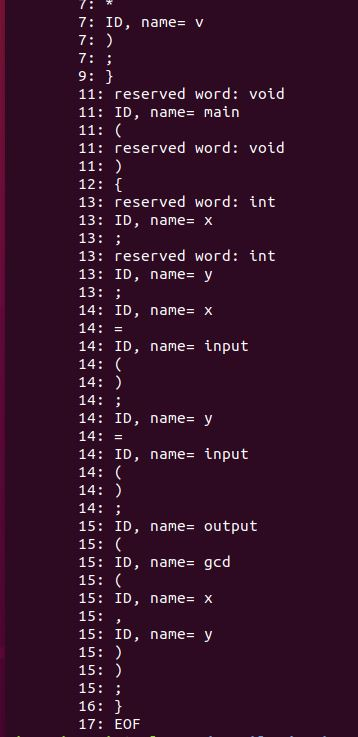 7: *
7: ID, name= v
7: )
7: ;
9: }
11: reserved word: void
11: ID, name= main
11: (
11: reserved word: void
11: )
12: {
13: reserved word: int
13: ID, name= x
13: ;
13: reserved word: int
13: ID, name= y
13: ;
14: ID, name= x
14: =
14: ID, name= input
14: (
14: )
14: ;
14: ID, name= y
14: =
14: ID, name= input
14: (
14: )
14: ;
15: ID, name= output
15: (
15: ID, name= gcd
15: (
15: ID, name= x
15: ,
15: ID, name= y
15: )
15: )
15: ;
16: }
17: EOF